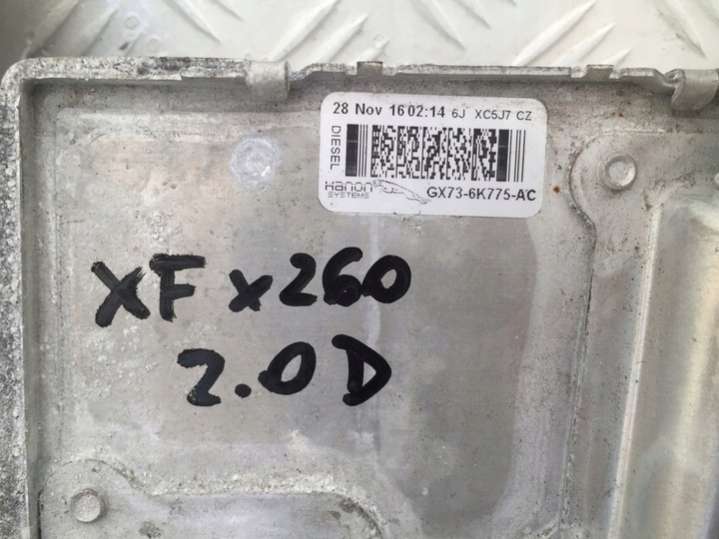 28 Nov 16 02:14 6J XC5J7 CZ
DIESEL
Hanon
SYSTEMS
GX73-6K775-AC
XF x260
2.0D